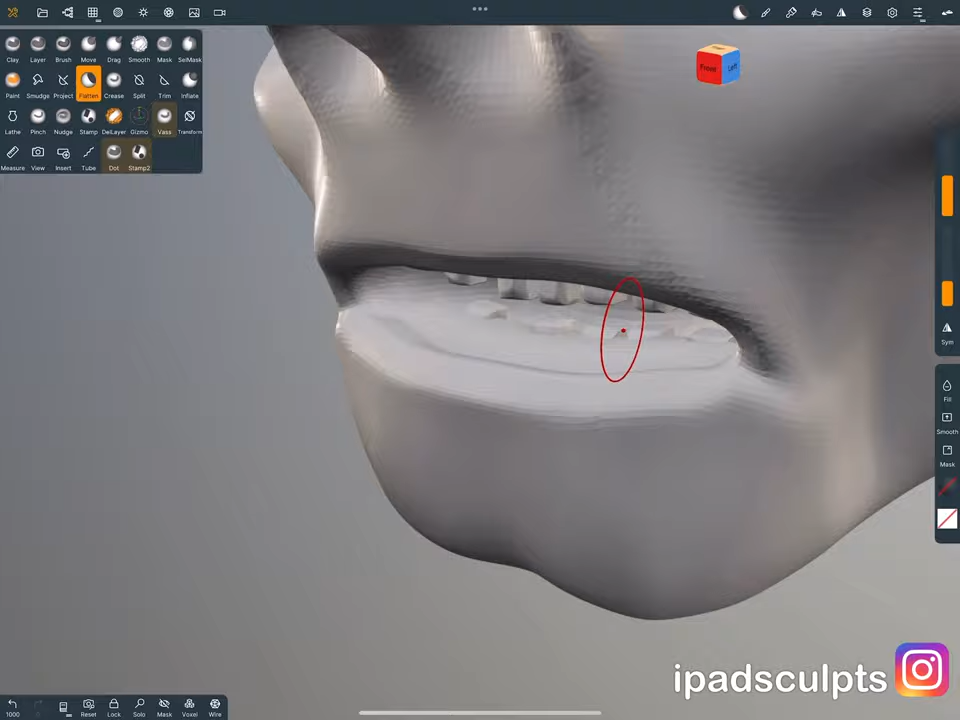 Clay Layer Brush Move Drag Smooth Mask SelMask
Paint Smudge Project Flatten Crease Split Trim Inflate
Lathe Pinch Nudge Stamp DelLayer Gizmo Vass Transform
Measure View Insert Tube Dot Stamp2
Front Left
Sym
Fill
Smooth
Mask
ipadsculpts
1000 Reset Lock Solo Mask Voxel Wire